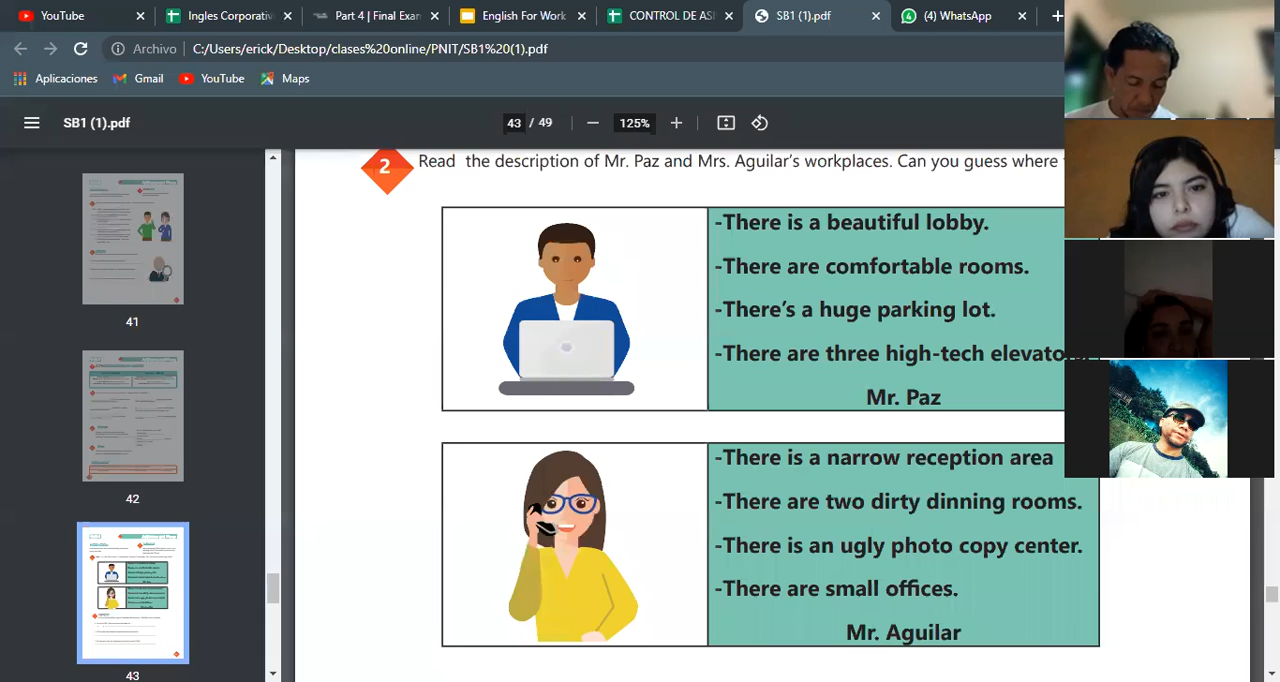 YouTube
Ingles Corporativ
Part 4 | Final Exar
English For Work
CONTROL DE ASI
SB1 (1).pdf
(4) WhatsApp
Archivo
C:/Users/erick/Desktop/clases%20online/PNIT/SB1%20(1).pdf
Aplicaciones
Gmail
YouTube
Maps
SB1 (1).pdf
43 / 49
125%
41
42
43
2
Read the description of Mr. Paz and Mrs. Aguilar's workplaces. Can you guess where
-There is a beautiful lobby.
-There are comfortable rooms.
-There's a huge parking lot.
-There are three high-tech elevators.
Mr. Paz
-There is a narrow reception area
-There are two dirty dinning rooms.
-There is an ugly photo copy center.
-There are small offices.
Mr. Aguilar